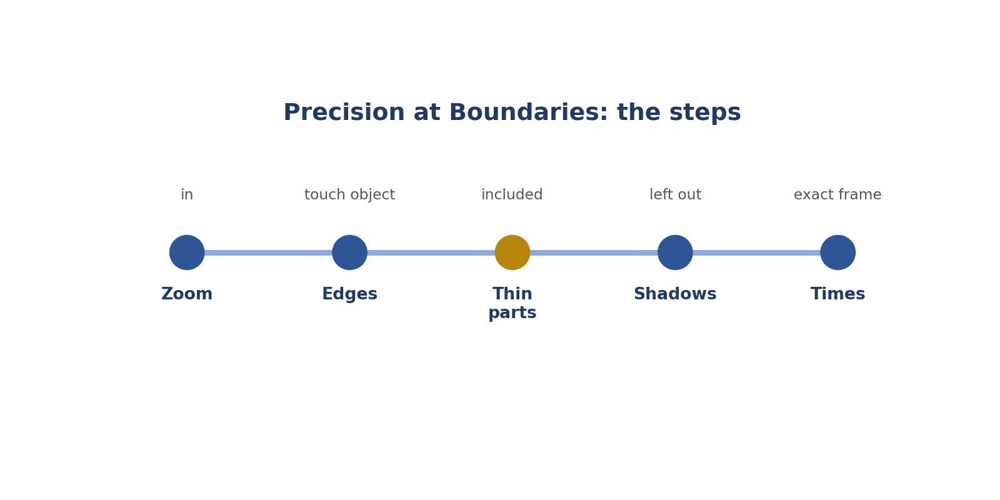 Precision at Boundaries: the steps
in
touch object
included
left out
exact frame
Zoom
Edges
Thin
parts
Shadows
Times